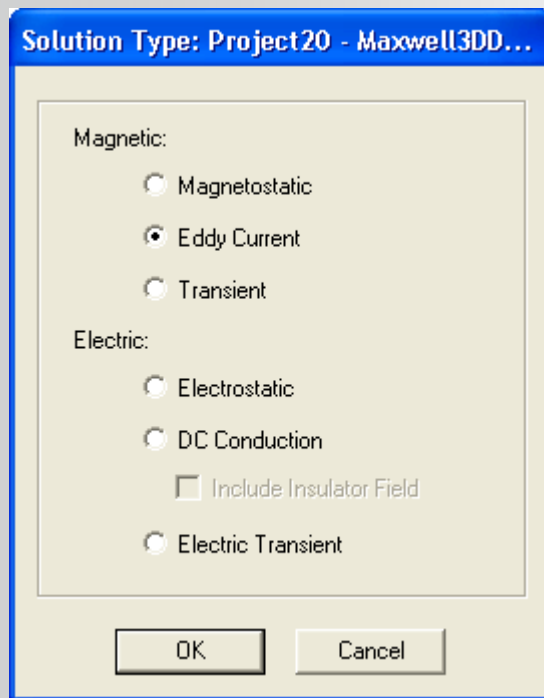 Solution Type: Project20 - Maxwell3DD...
Magnetic:
Magnetostatic
Eddy Current
Transient
Electric:
Electrostatic
DC Conduction
Include Insulator Field
Electric Transient
OK
Cancel